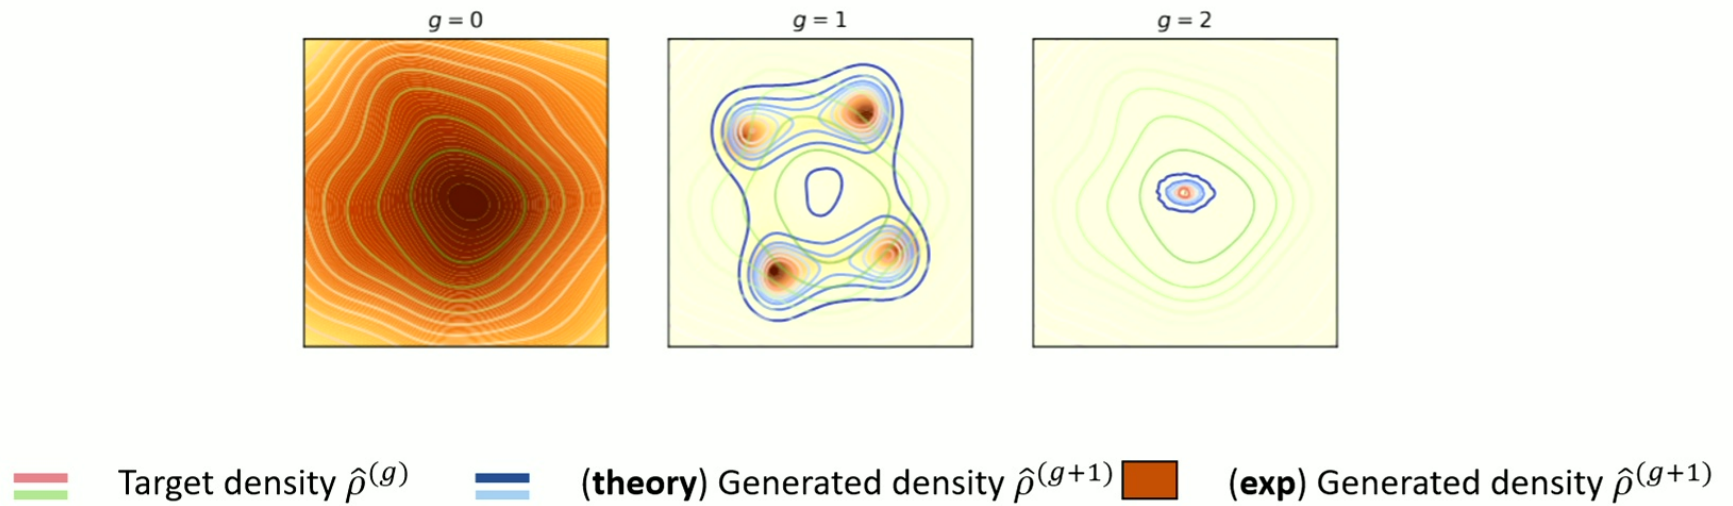 g = 0
g = 1
g = 2
Target density ρ̂⁽ᵍ⁾
(theory) Generated density ρ̂⁽ᵍ⁺¹⁾
(exp) Generated density ρ̂⁽ᵍ⁺¹⁾